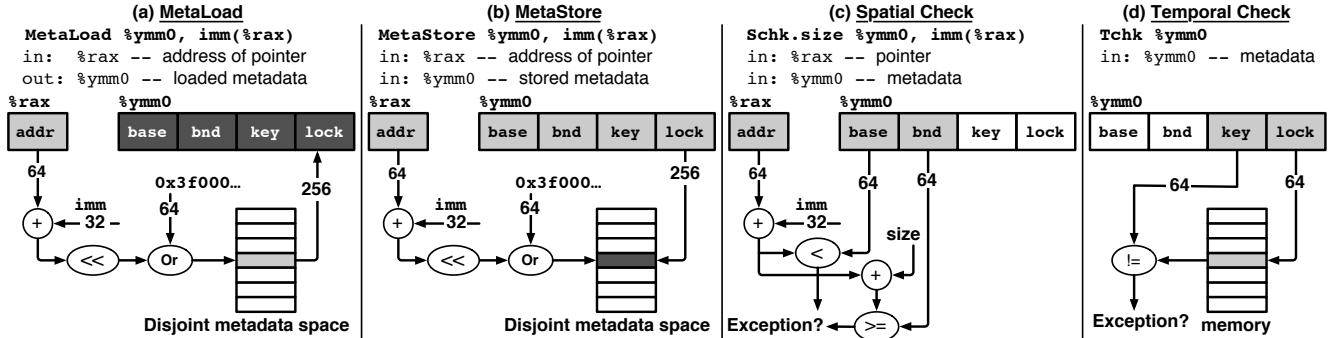 (a) MetaLoad
MetaLoad %ymm0, imm(%rax)
in: %rax -- address of pointer
out: %ymm0 -- loaded metadata
%rax %ymm0
addr base bnd key lock
64 0x3f000... 256
64
imm
+ 32
<< Or
Disjoint metadata space
(b) MetaStore
MetaStore %ymm0, imm(%rax)
in: %rax -- address of pointer
in: %ymm0 -- stored metadata
%rax %ymm0
addr base bnd key lock
64 0x3f000... 256
64
imm
+ 32
<< Or
Disjoint metadata space
(c) Spatial Check
Schk.size %ymm0, imm(%rax)
in: %rax -- pointer
in: %ymm0 -- metadata
%rax %ymm0
addr base bnd key lock
64 64 64
imm
+ 32
size
<
+
Exception? >=
(d) Temporal Check
Tchk %ymm0
in: %ymm0 -- metadata
%ymm0
base bnd key lock
64 64
!=
Exception? memory